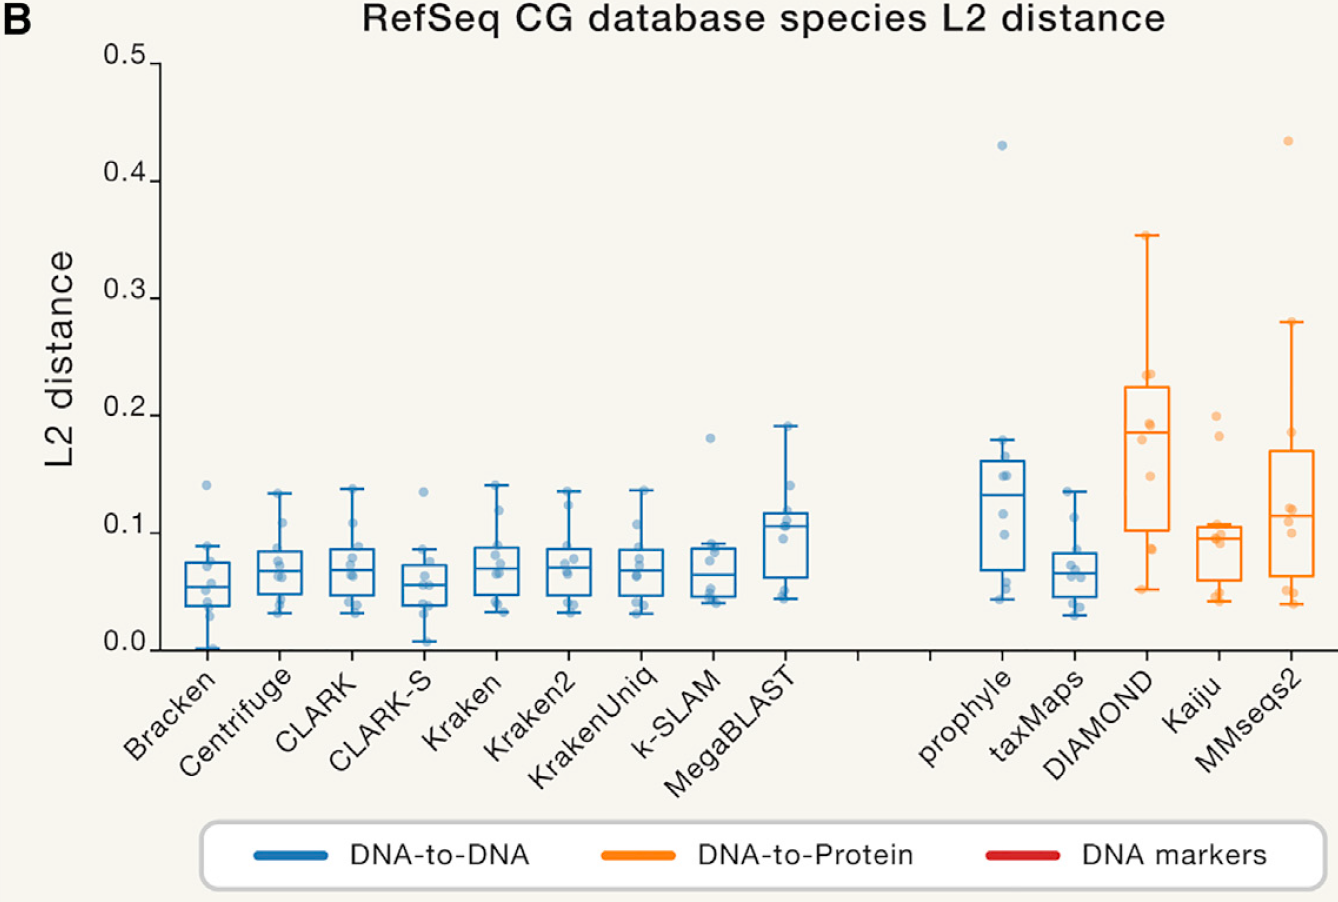 B
RefSeq CG database species L2 distance
0.5
0.4
0.3
0.2
0.1
0.0
L2 distance
Bracken
Centrifuge
CLARK
CLARK-S
Kraken
Kraken2
KrakenUniq
k-SLAM
MegaBLAST
prophyle
taxMaps
DIAMOND
Kaiju
MMseqs2
DNA-to-DNA
DNA-to-Protein
DNA markers